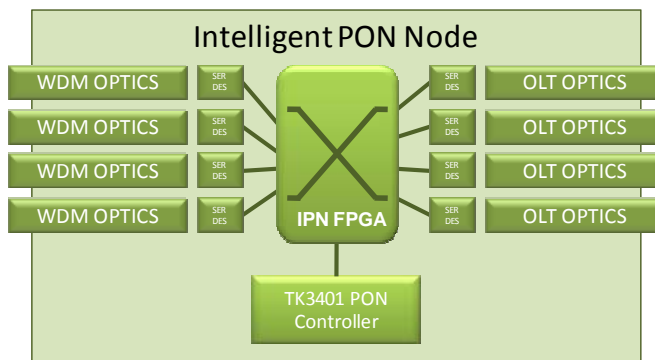 Intelligent PON Node
WDM OPTICS
SER
DES
SER
DES
OLT OPTICS
WDM OPTICS
SER
DES
SER
DES
OLT OPTICS
WDM OPTICS
SER
DES
SER
DES
OLT OPTICS
WDM OPTICS
SER
DES
SER
DES
OLT OPTICS
IPN FPGA
TK3401 PON
Controller